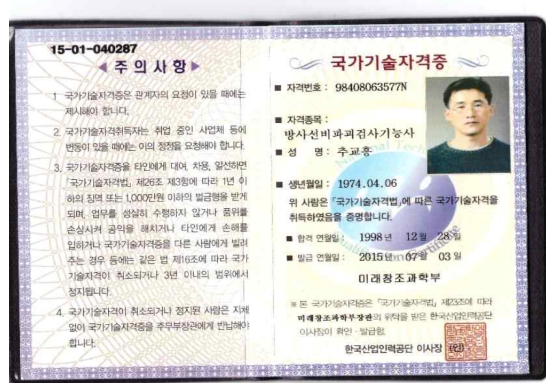 15-01-040287
◀ 주 의 사 항 ▶
1. 국가기술자격증은 관계자의 요청이 있을 때에는
제시해야 합니다.
2. 국가기술자격취득자는 취업 중인 사업체 등에
변동이 있을 때에는 이의 정정을 요청해야 합니다.
3. 국가기술자격증을 타인에게 대여, 차용, 알선하면
「국가기술자격법」 제26조 제3항에 따라 1년 이
하의 징역 또는 1,000만원 이하의 벌금형을 받게
되며, 업무를 성실히 수행하지 않거나 품위를
손상시켜 공익을 해치거나 타인에게 손해를
입히거나 국가기술자격증을 다른 사람에게 빌려
주는 경우 등에는 같은 법 제16조에 따라 국가
기술자격이 취소되거나 3년 이내의 범위에서
정지됩니다.
4. 국가기술자격이 취소되거나 정지된 사람은 지체
없이 국가기술자격증을 주무부장관에게 반납해야
합니다.
국가기술자격증
■ 자격번호 : 98408063577N
■ 자격종목 :
방사선비파괴검사기능사
■ 성 명 : 추교흥
■ 생년월일 : 1974.04.06
위 사람은 「국가기술자격법」에 따른 국가기술자격을
취득하였음을 증명합니다.
■ 합격 연월일 : 1998 년 12 월 28 일
■ 발급 연월일 : 2015 년 07 월 03 일
미래창조과학부
※ 본 국가기술자격증은 「국가기술자격법」 제23조에 따라
미래창조과학부장관의 위탁을 받은 한국산업인력공단
이사장이 확인·발급함.
한국산업인력공단 이사장 (인)